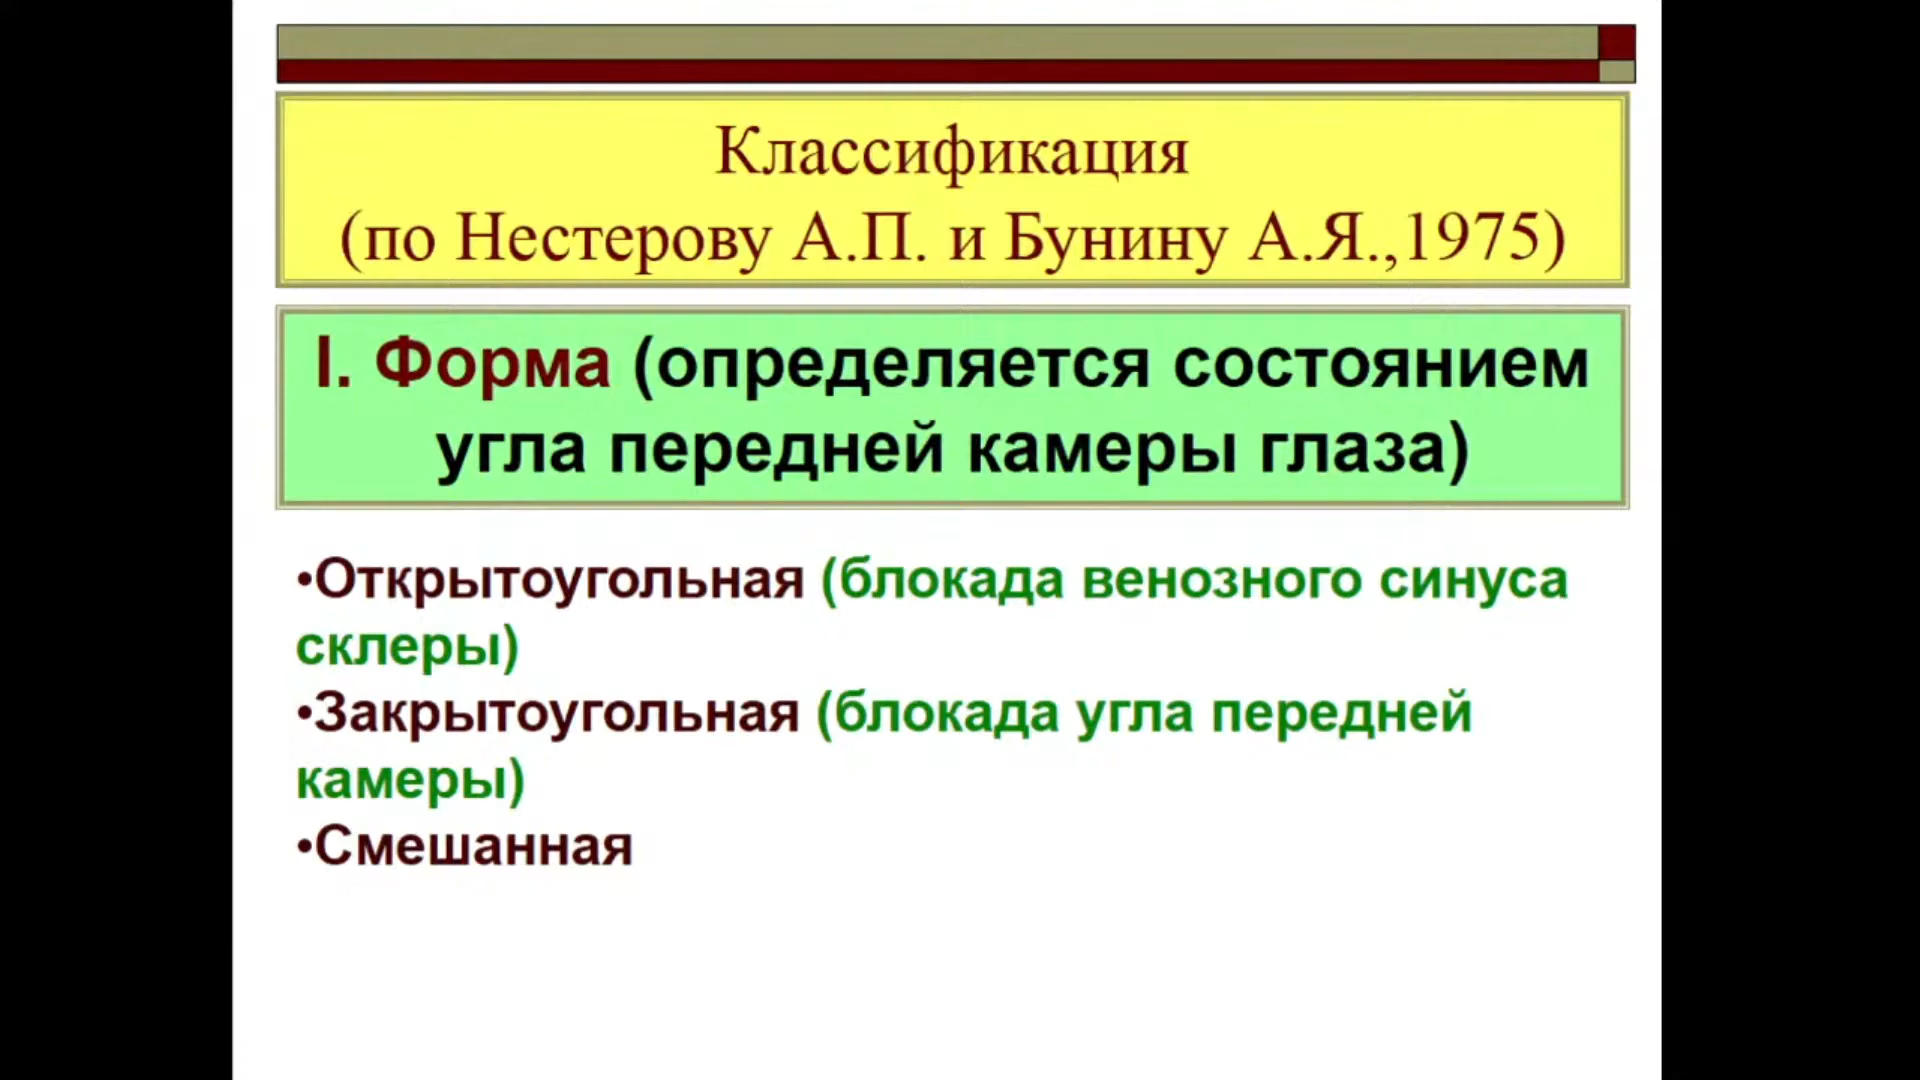 Классификация
(по Нестерову А.П. и Бунину А.Я.,1975)
I. Форма (определяется состоянием
угла передней камеры глаза)
•Открытоугольная (блокада венозного синуса
склеры)
•Закрытоугольная (блокада угла передней
камеры)
•Смешанная